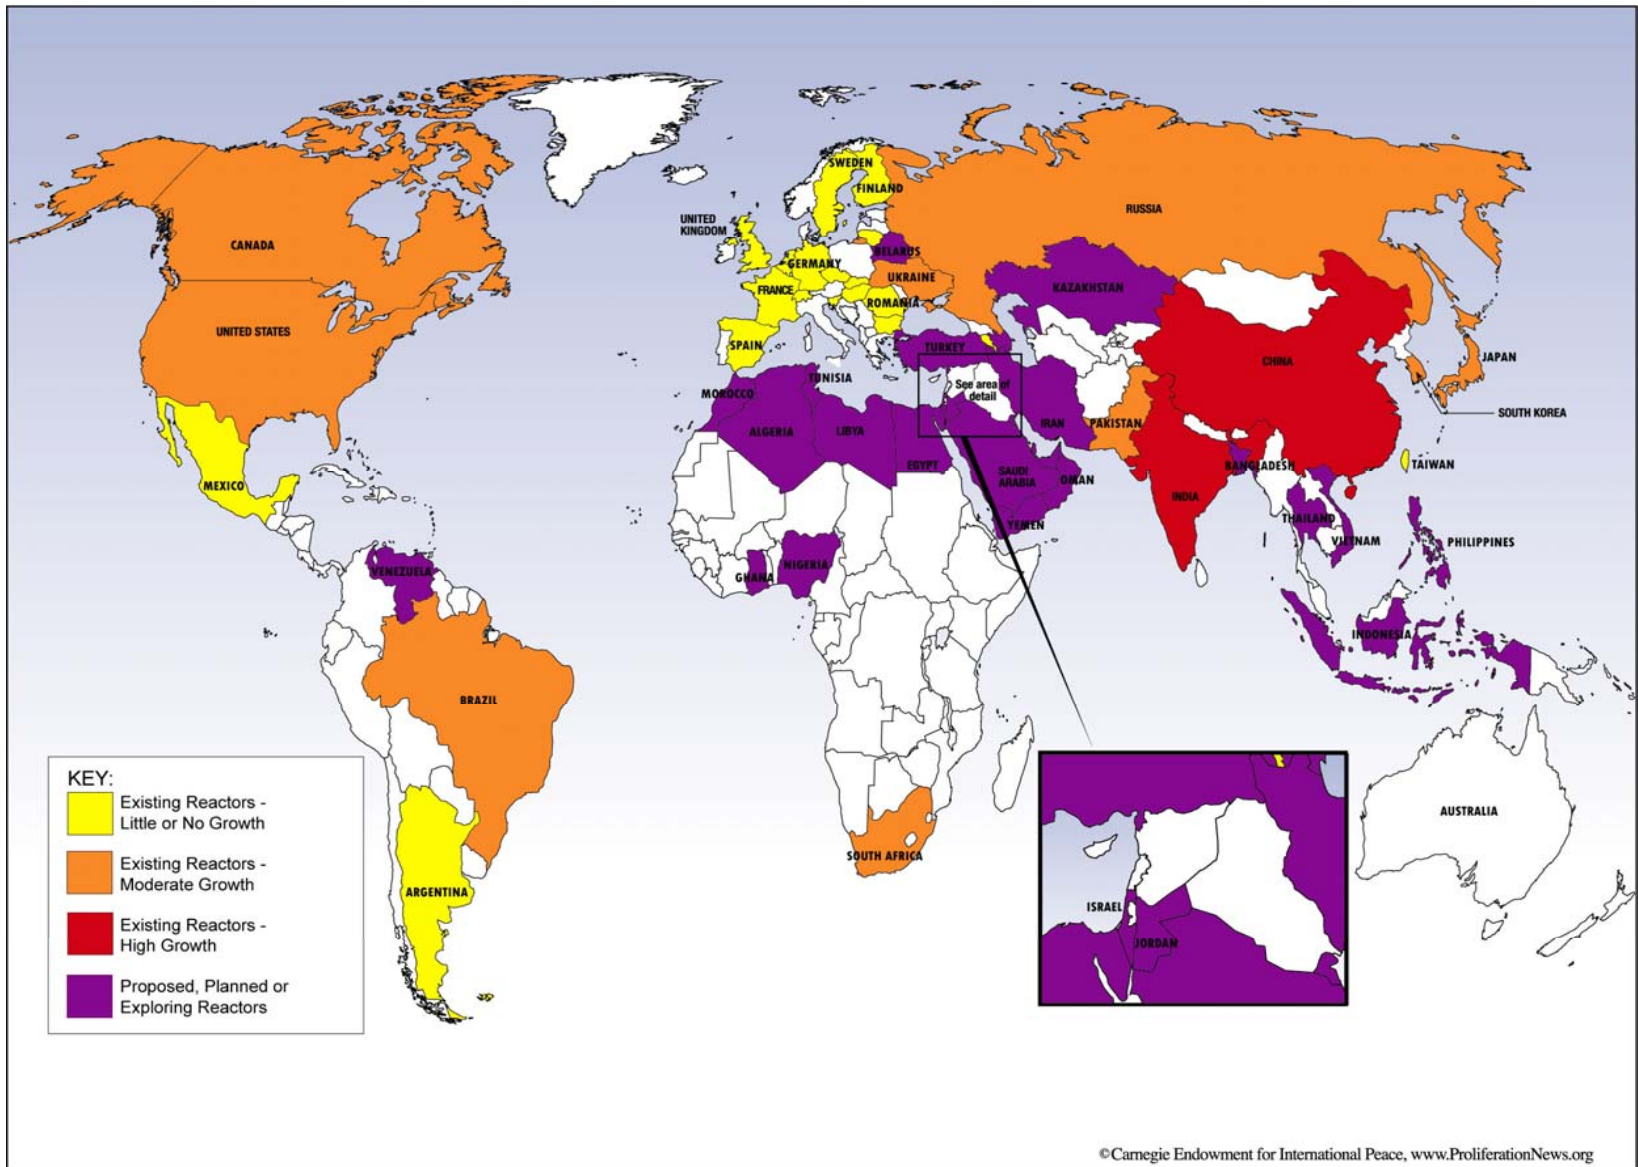 CANADA
UNITED STATES
MEXICO
VENEZUELA
BRAZIL
ARGENTINA
UNITED
KINGDOM
SWEDEN
FINLAND
GERMANY
FRANCE
SPAIN
BELARUS
UKRAINE
ROMANIA
RUSSIA
KAZAKHSTAN
TURKEY
TUNISIA
MOROCCO
ALGERIA
LIBYA
EGYPT
See area of
detail
IRAN
PAKISTAN
SAUDI
ARABIA
OMAN
YEMEN
GHANA
NIGERIA
SOUTH AFRICA
CHINA
INDIA
BANGLADESH
THAILAND
VIETNAM
JAPAN
SOUTH KOREA
TAIWAN
PHILIPPINES
INDONESIA
AUSTRALIA
ISRAEL
JORDAN
KEY:
Existing Reactors -
Little or No Growth
Existing Reactors -
Moderate Growth
Existing Reactors -
High Growth
Proposed, Planned or
Exploring Reactors
©Carnegie Endowment for International Peace, www.ProliferationNews.org